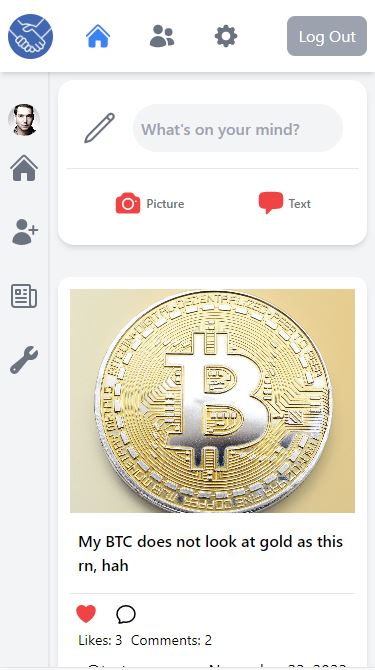 Log Out
What's on your mind?
Picture
Text
My BTC does not look at gold as this
rn, hah
Likes: 3 Comments: 2